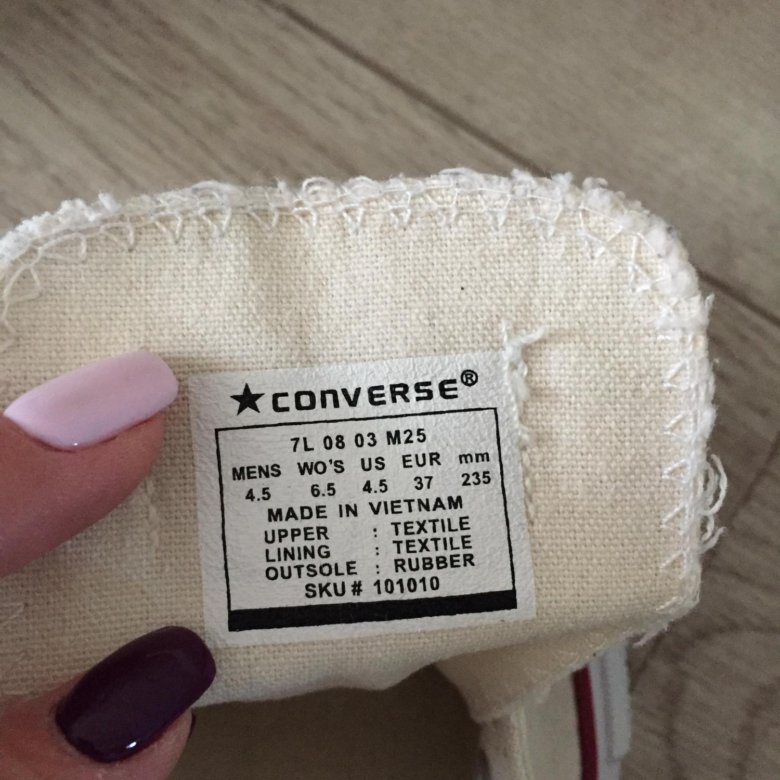 ★CONVERSE®
7L 08 03 M25
MENS WO'S US EUR mm
4.5 6.5 4.5 37 235
MADE IN VIETNAM
UPPER : TEXTILE
LINING : TEXTILE
OUTSOLE : RUBBER
SKU# 101010